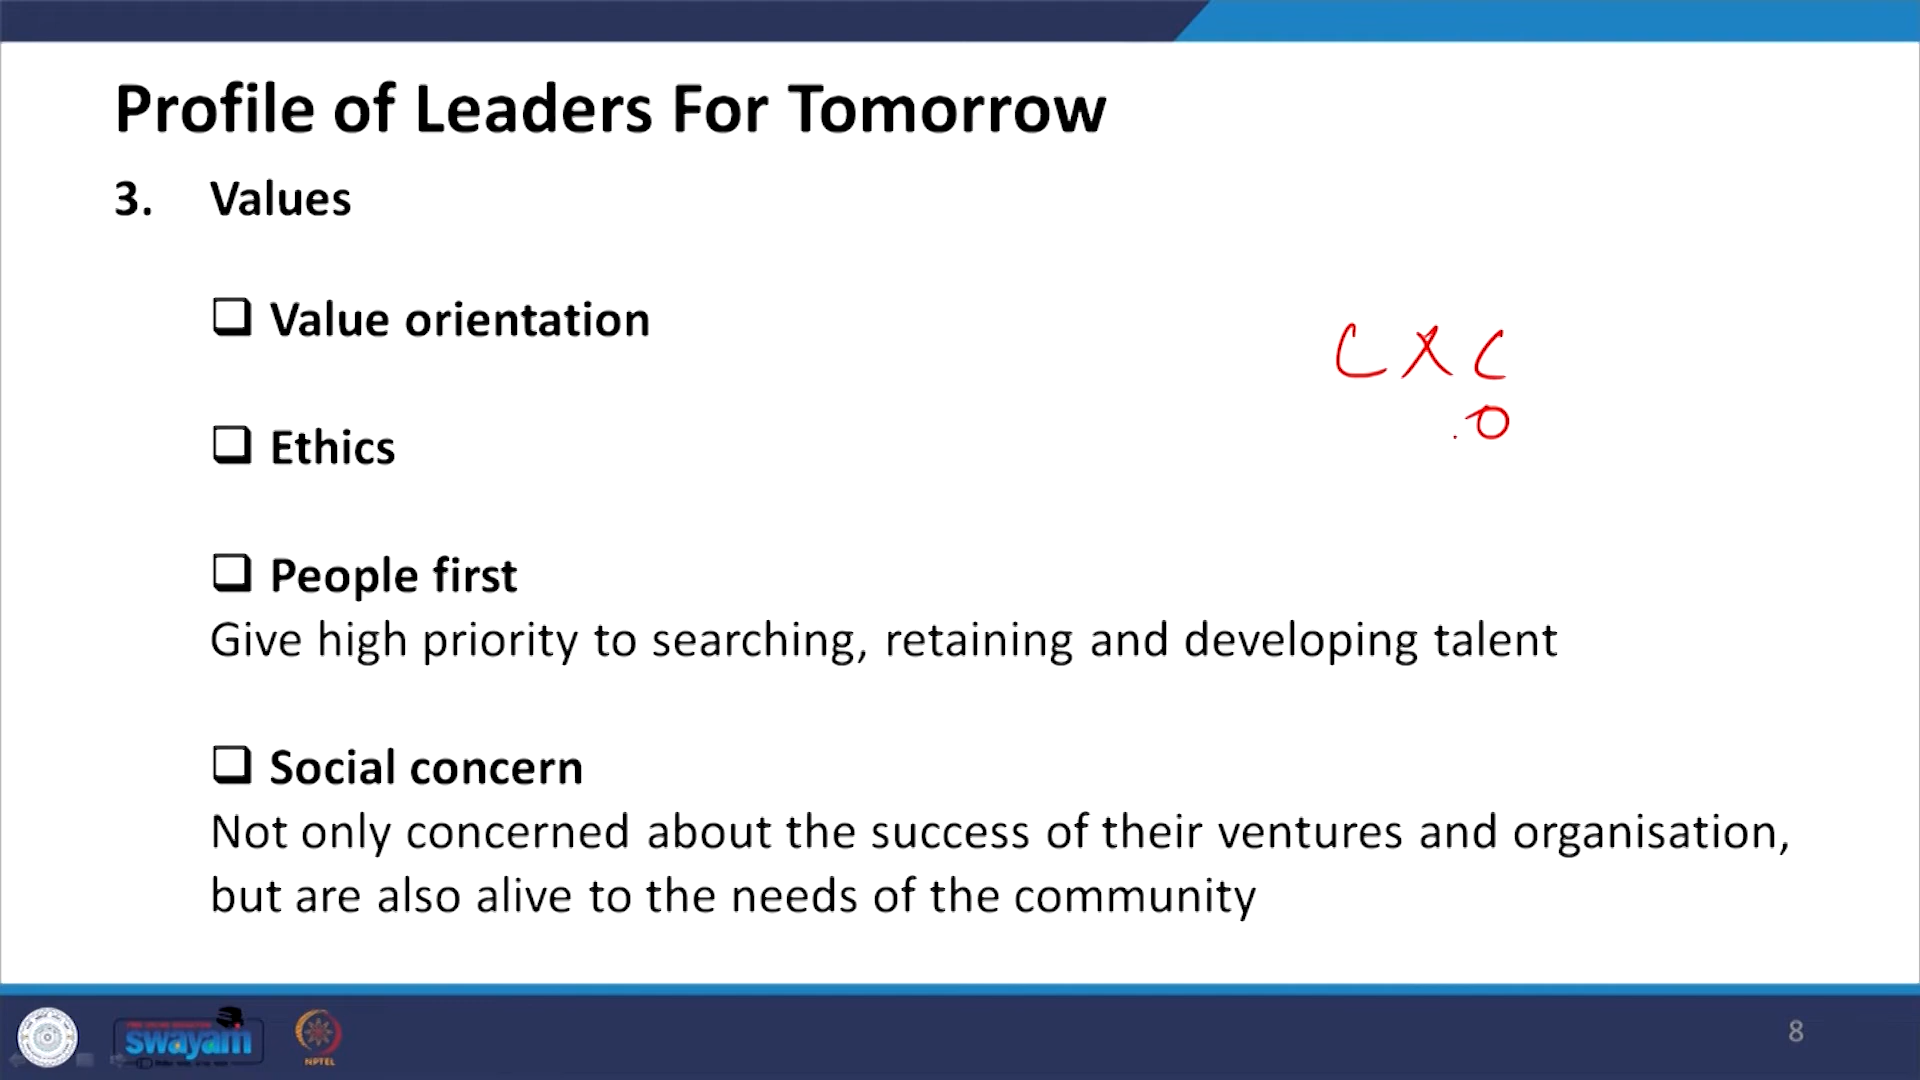 Profile of Leaders For Tomorrow
3. Values
Value orientation
C X C
O
Ethics
People first
Give high priority to searching, retaining and developing talent
Social concern
Not only concerned about the success of their ventures and organisation,
but are also alive to the needs of the community
swayam
NPTEL
8